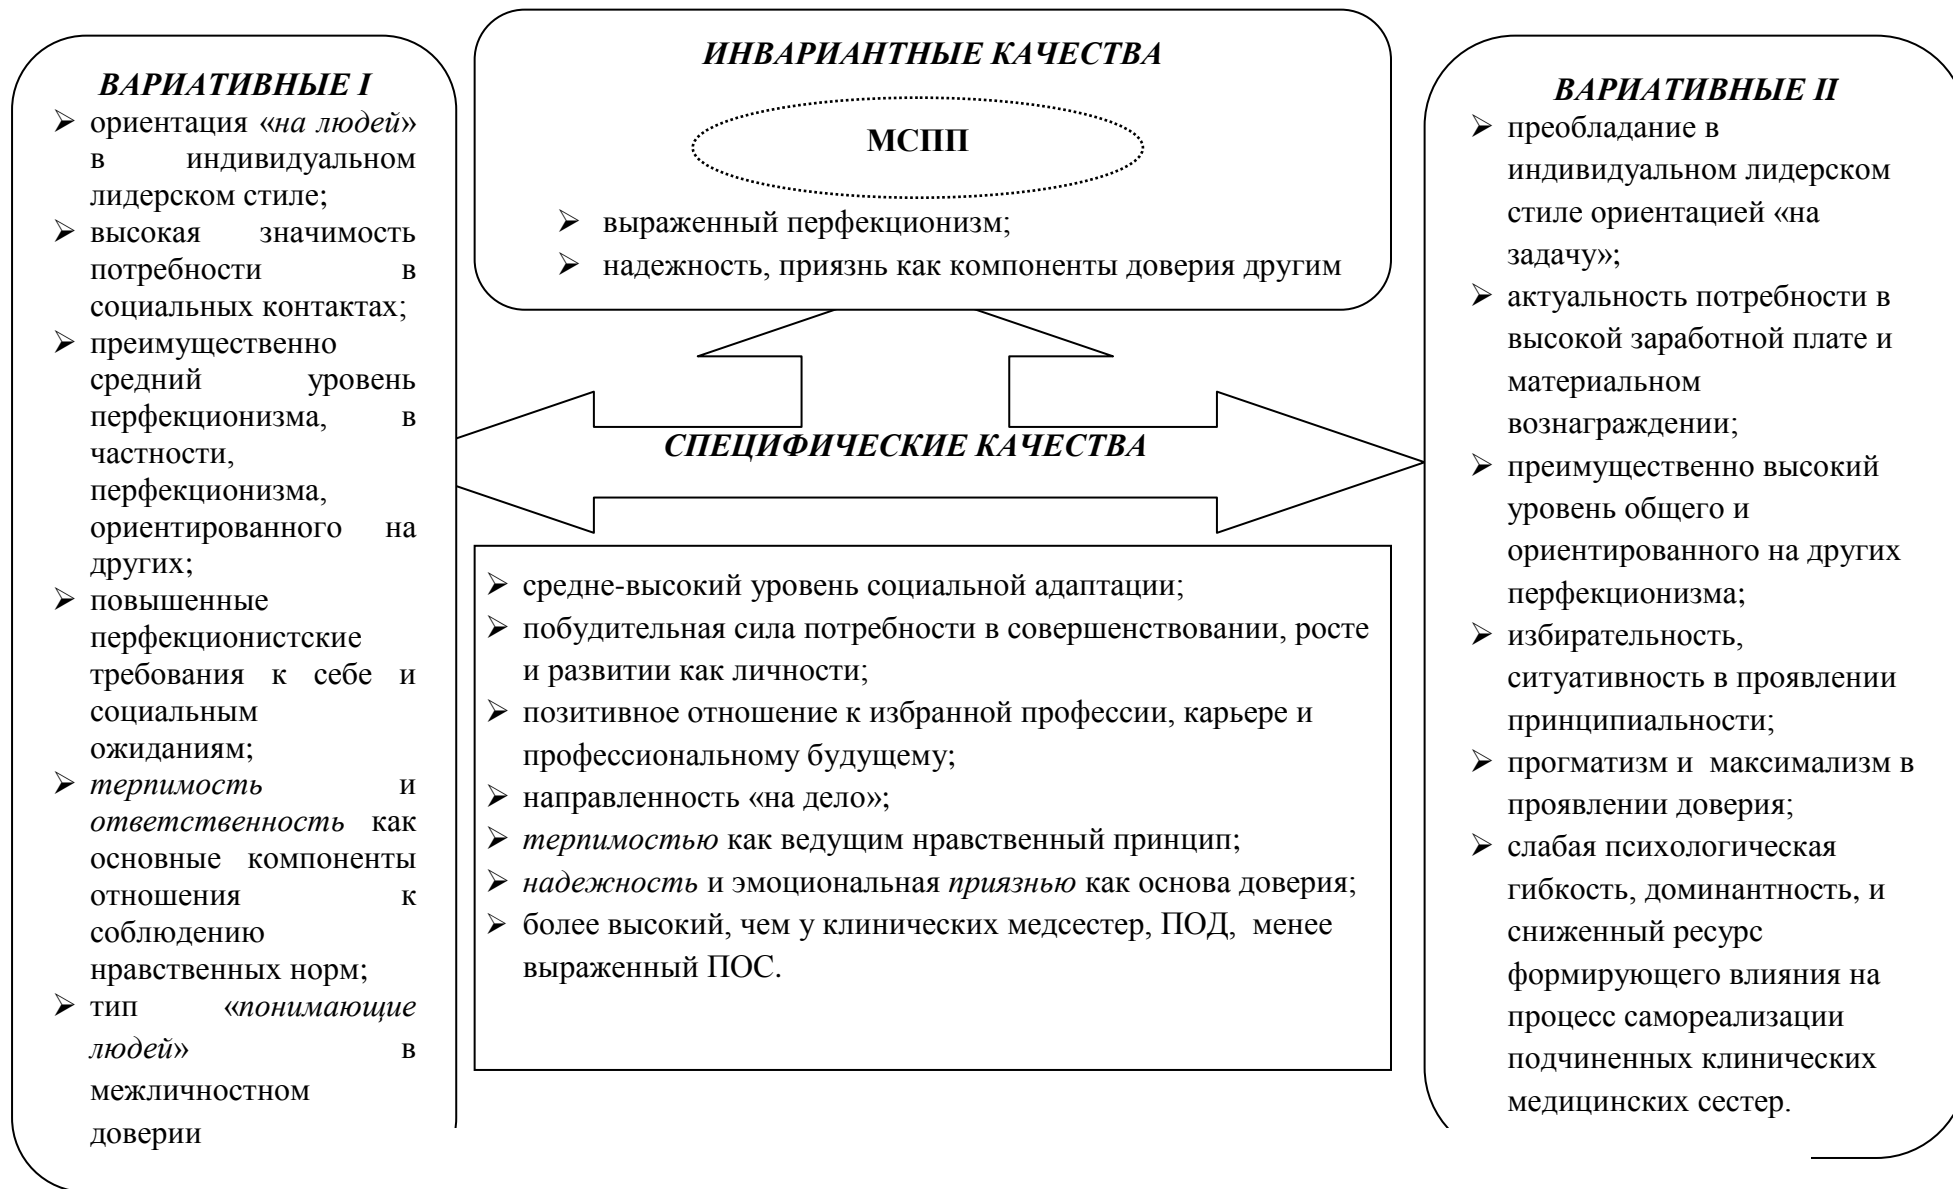 ВАРИАТИВНЫЕ I
➢ ориентация «на людей»
в индивидуальном
лидерском стиле;
➢ высокая значимость
потребности в
социальных контактах;
➢ преимущественно
средний уровень
перфекционизма, в
частности,
перфекционизма,
ориентированного на
других;
➢ повышенные
перфекционистские
требования к себе и
социальным
ожиданиям;
➢ терпимость и
ответственность как
основные компоненты
отношения к
соблюдению
нравственных норм;
➢ тип «понимающие
людей» в
межличностном
доверии
ИНВАРИАНТНЫЕ КАЧЕСТВА
МСПП
➢ выраженный перфекционизм;
➢ надежность, приязнь как компоненты доверия другим
СПЕЦИФИЧЕСКИЕ КАЧЕСТВА
➢ средне-высокий уровень социальной адаптации;
➢ побудительная сила потребности в совершенствовании, росте
и развитии как личности;
➢ позитивное отношение к избранной профессии, карьере и
профессиональному будущему;
➢ направленность «на дело»;
➢ терпимостью как ведущим нравственный принцип;
➢ надежность и эмоциональная приязнью как основа доверия;
➢ более высокий, чем у клинических медсестер, ПОД, менее
выраженный ПОС.
ВАРИАТИВНЫЕ II
➢ преобладание в
индивидуальном лидерском
стиле ориентацией «на
задачу»;
➢ актуальность потребности в
высокой заработной плате и
материальном
вознаграждении;
➢ преимущественно высокий
уровень общего и
ориентированного на других
перфекционизма;
➢ избирательность,
ситуативность в проявлении
принципиальности;
➢ прогматизм и максимализм в
проявлении доверия;
➢ слабая психологическая
гибкость, доминантность, и
сниженный ресурс
формирующего влияния на
процесс самореализации
подчиненных клинических
медицинских сестер.